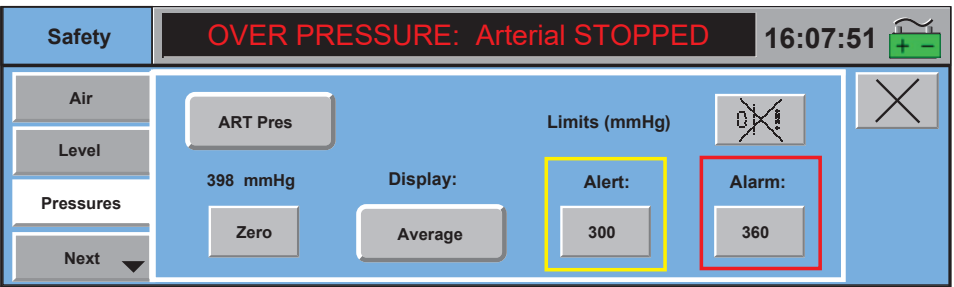 Safety
OVER PRESSURE: Arterial STOPPED
16:07:51
Air
Level
Pressures
Next
ART Pres
Limits (mmHg)
398 mmHg
Display:
Alert:
Alarm:
Zero
Average
300
360